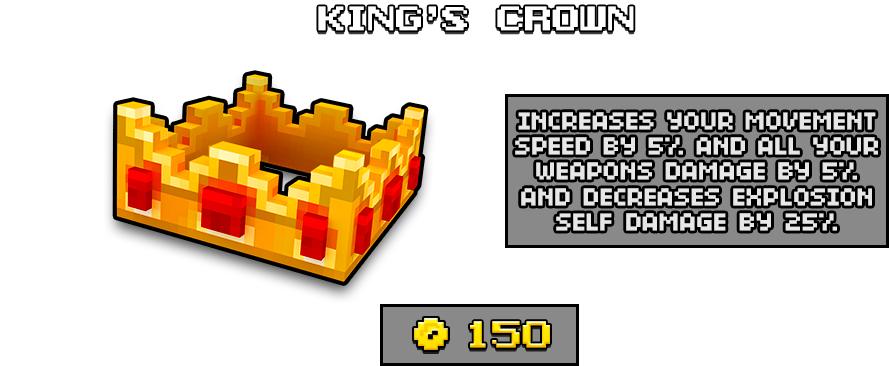 KING'S CROWN
INCREASES YOUR MOVEMENT
SPEED BY 5% AND ALL YOUR
WEAPONS DAMAGE BY 5%
AND DECREASES EXPLOSION
SELF DAMAGE BY 25%
150